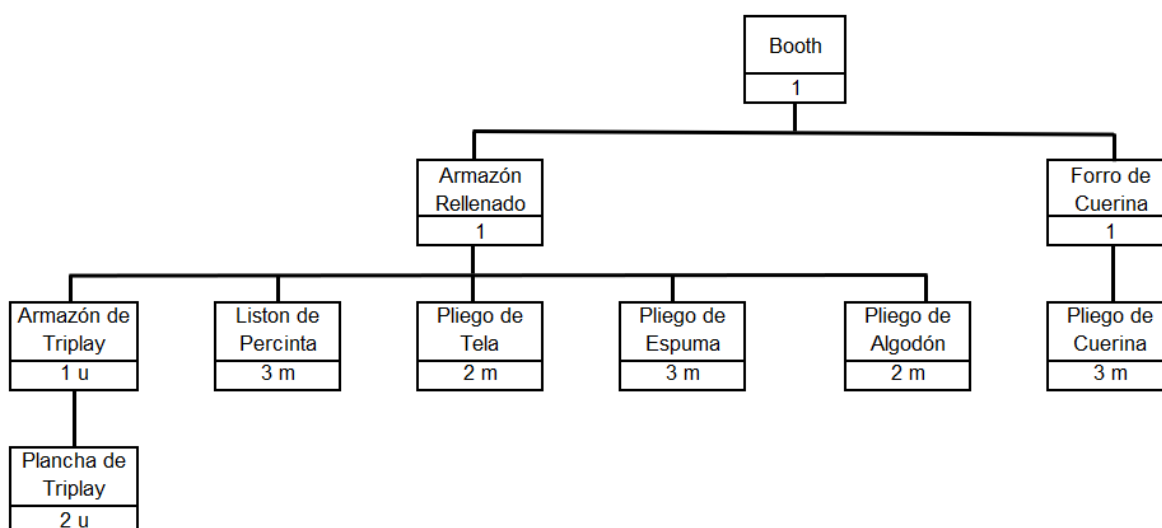 Booth
1
Armazón
Rellenado
1
Forro de
Cuerina
1
Armazón de
Triplay
1 u
Liston de
Percinta
3 m
Pliego de
Tela
2 m
Pliego de
Espuma
3 m
Pliego de
Algodón
2 m
Pliego de
Cuerina
3 m
Plancha de
Triplay
2 u